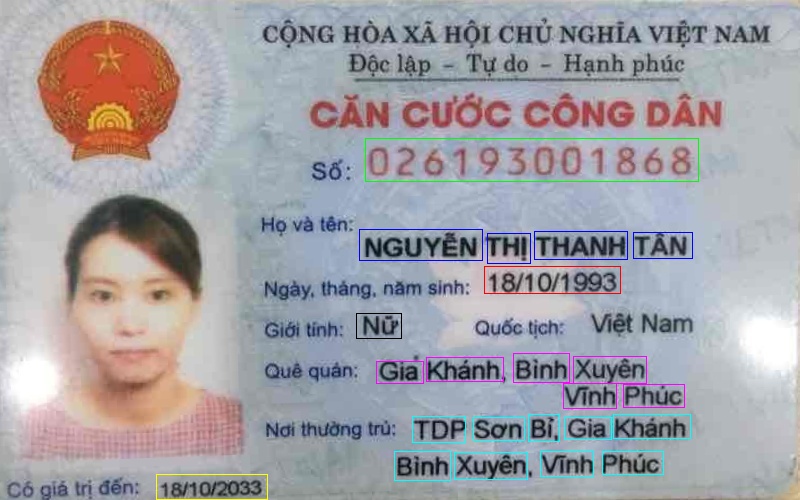 CỘNG HÒA XÃ HỘI CHỦ NGHĨA VIỆT NAM
Độc lập - Tự do - Hạnh phúc
CĂN CƯỚC CÔNG DÂN
Số: 026193001868
Họ và tên: NGUYỄN THỊ THANH TÂN
Ngày, tháng, năm sinh: 18/10/1993
Giới tính: Nữ Quốc tịch: Việt Nam
Quê quán: Gia Khánh, Bình Xuyên
Vĩnh Phúc
Nơi thường trú: TDP Sơn Bỉ, Gia Khánh
Bình Xuyên, Vĩnh Phúc
Có giá trị đến: 18/10/2033